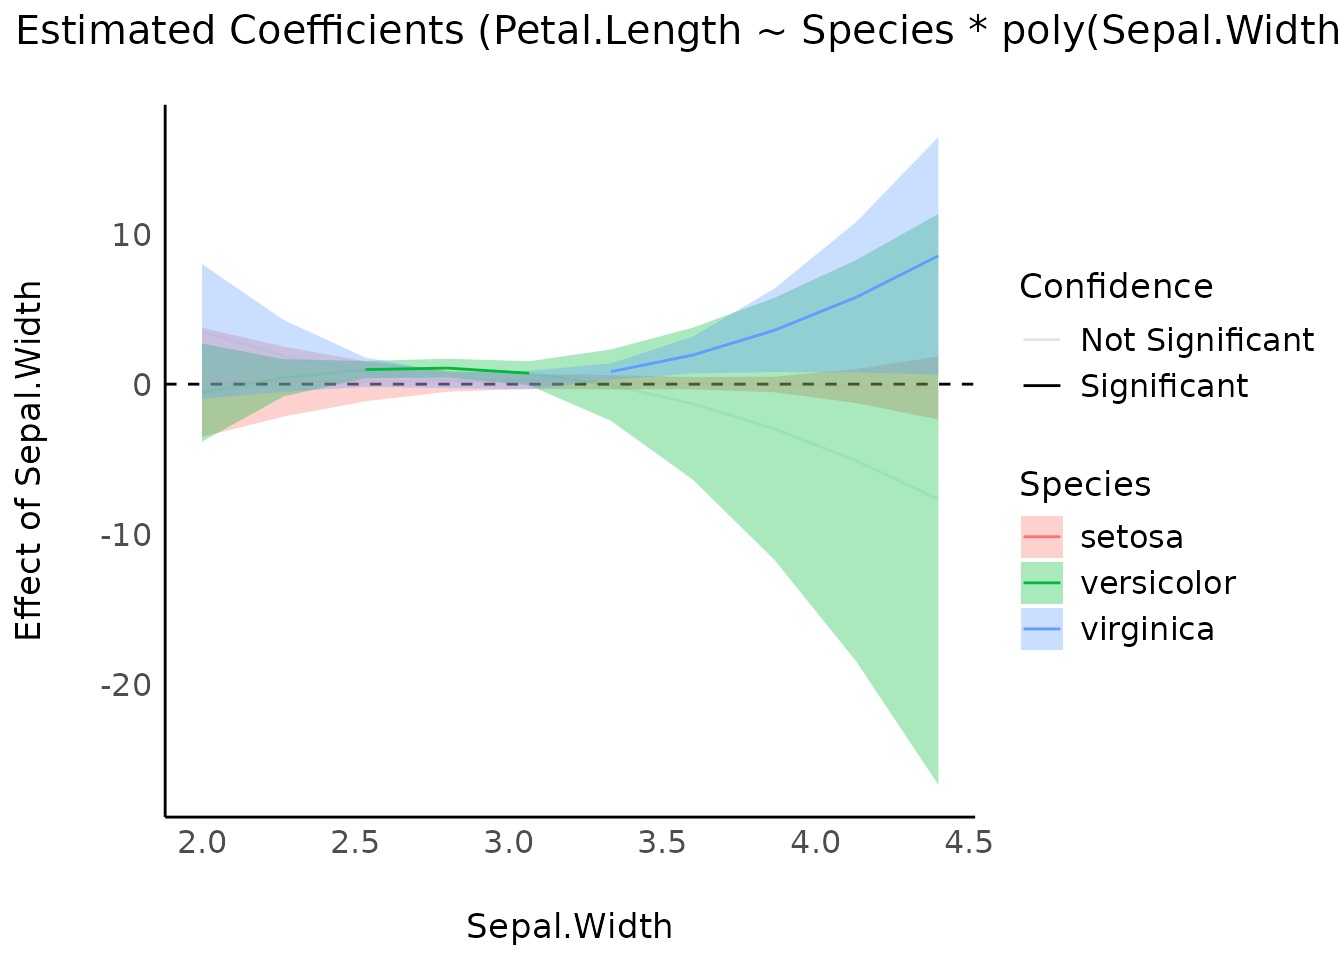 Estimated Coefficients (Petal.Length ~ Species * poly(Sepal.Width
10
0
-10
-20
Effect of Sepal.Width
2.0 2.5 3.0 3.5 4.0 4.5
Sepal.Width
Confidence
Not Significant
Significant
Species
setosa
versicolor
virginica